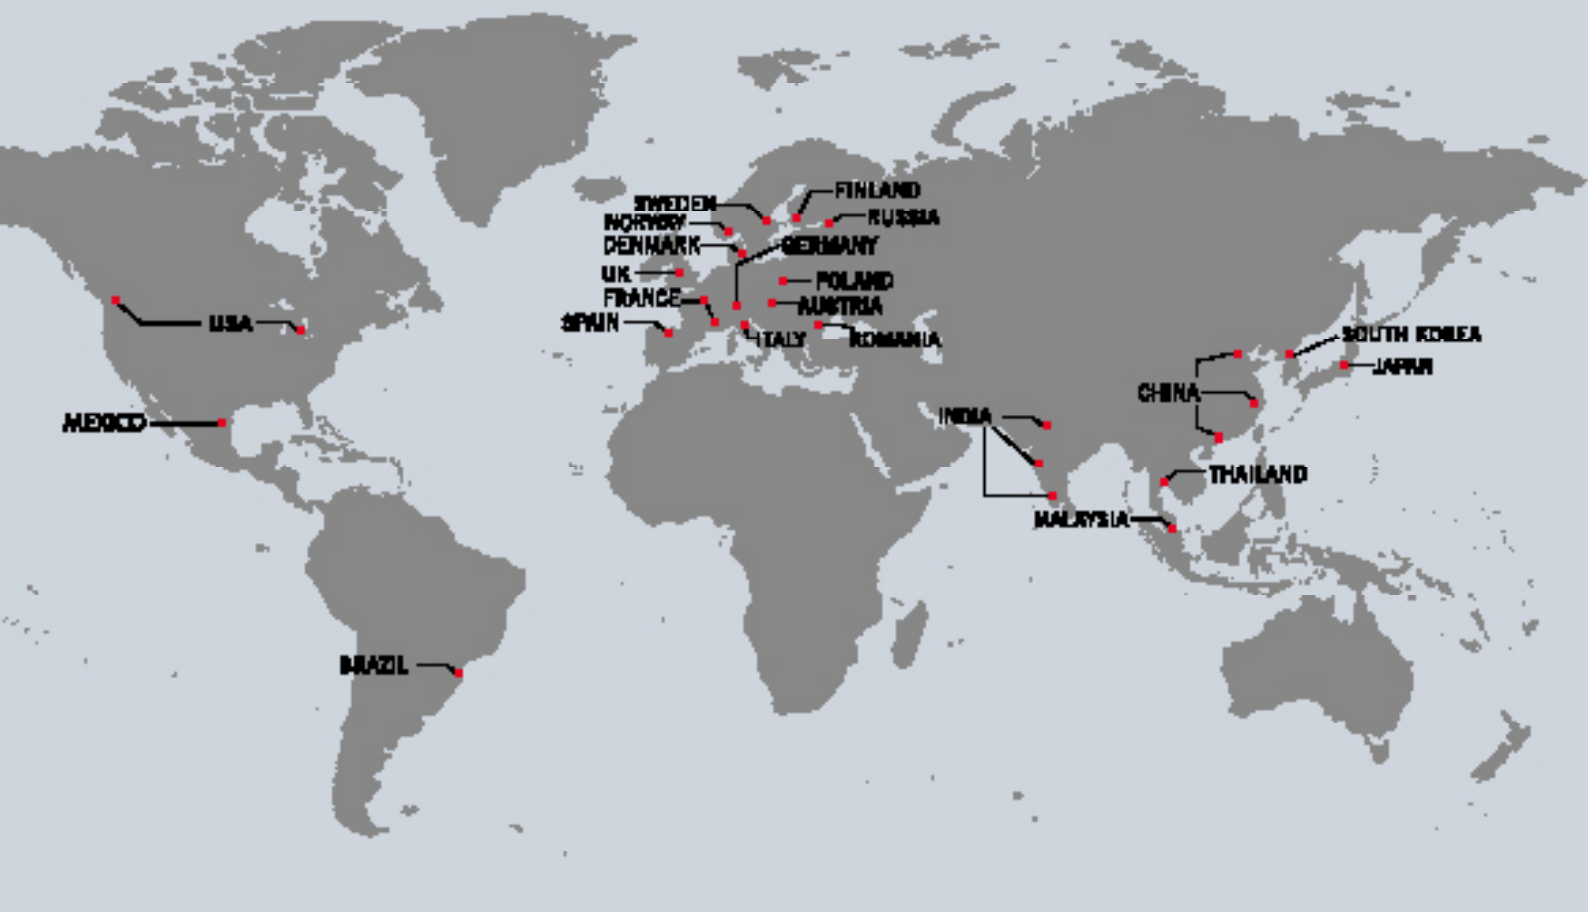 FINLAND
SWEDEN
RUSSIA
NORWAY
DENMARK
GERMANY
UK
POLAND
FRANCE
AUSTRIA
SPAIN
ITALY
ROMANIA
USA
SOUTH KOREA
JAPAN
CHINA
MEXICO
INDIA
THAILAND
MALAYSIA
BRAZIL